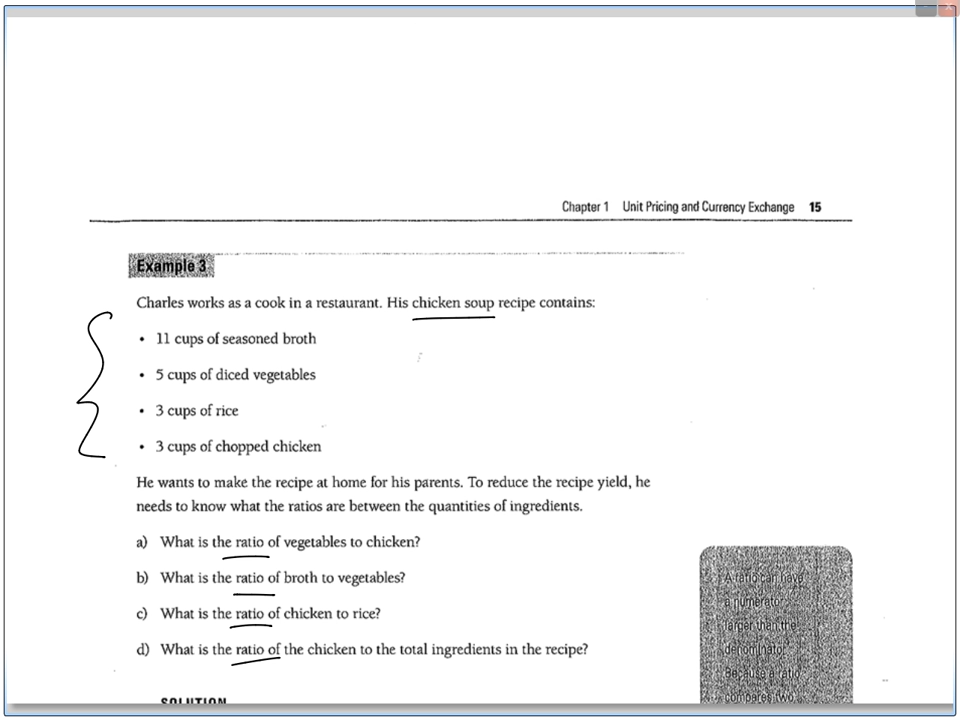 Chapter 1 Unit Pricing and Currency Exchange 15
Example 3
Charles works as a cook in a restaurant. His chicken soup recipe contains:
• 11 cups of seasoned broth
• 5 cups of diced vegetables
• 3 cups of rice
• 3 cups of chopped chicken
He wants to make the recipe at home for his parents. To reduce the recipe yield, he
needs to know what the ratios are between the quantities of ingredients.
a) What is the ratio of vegetables to chicken?
b) What is the ratio of broth to vegetables?
c) What is the ratio of chicken to rice?
d) What is the ratio of the chicken to the total ingredients in the recipe?
A ratio can have
a numerator
larger than the
denominator.
Because a ratio
compares two
SOLUTION